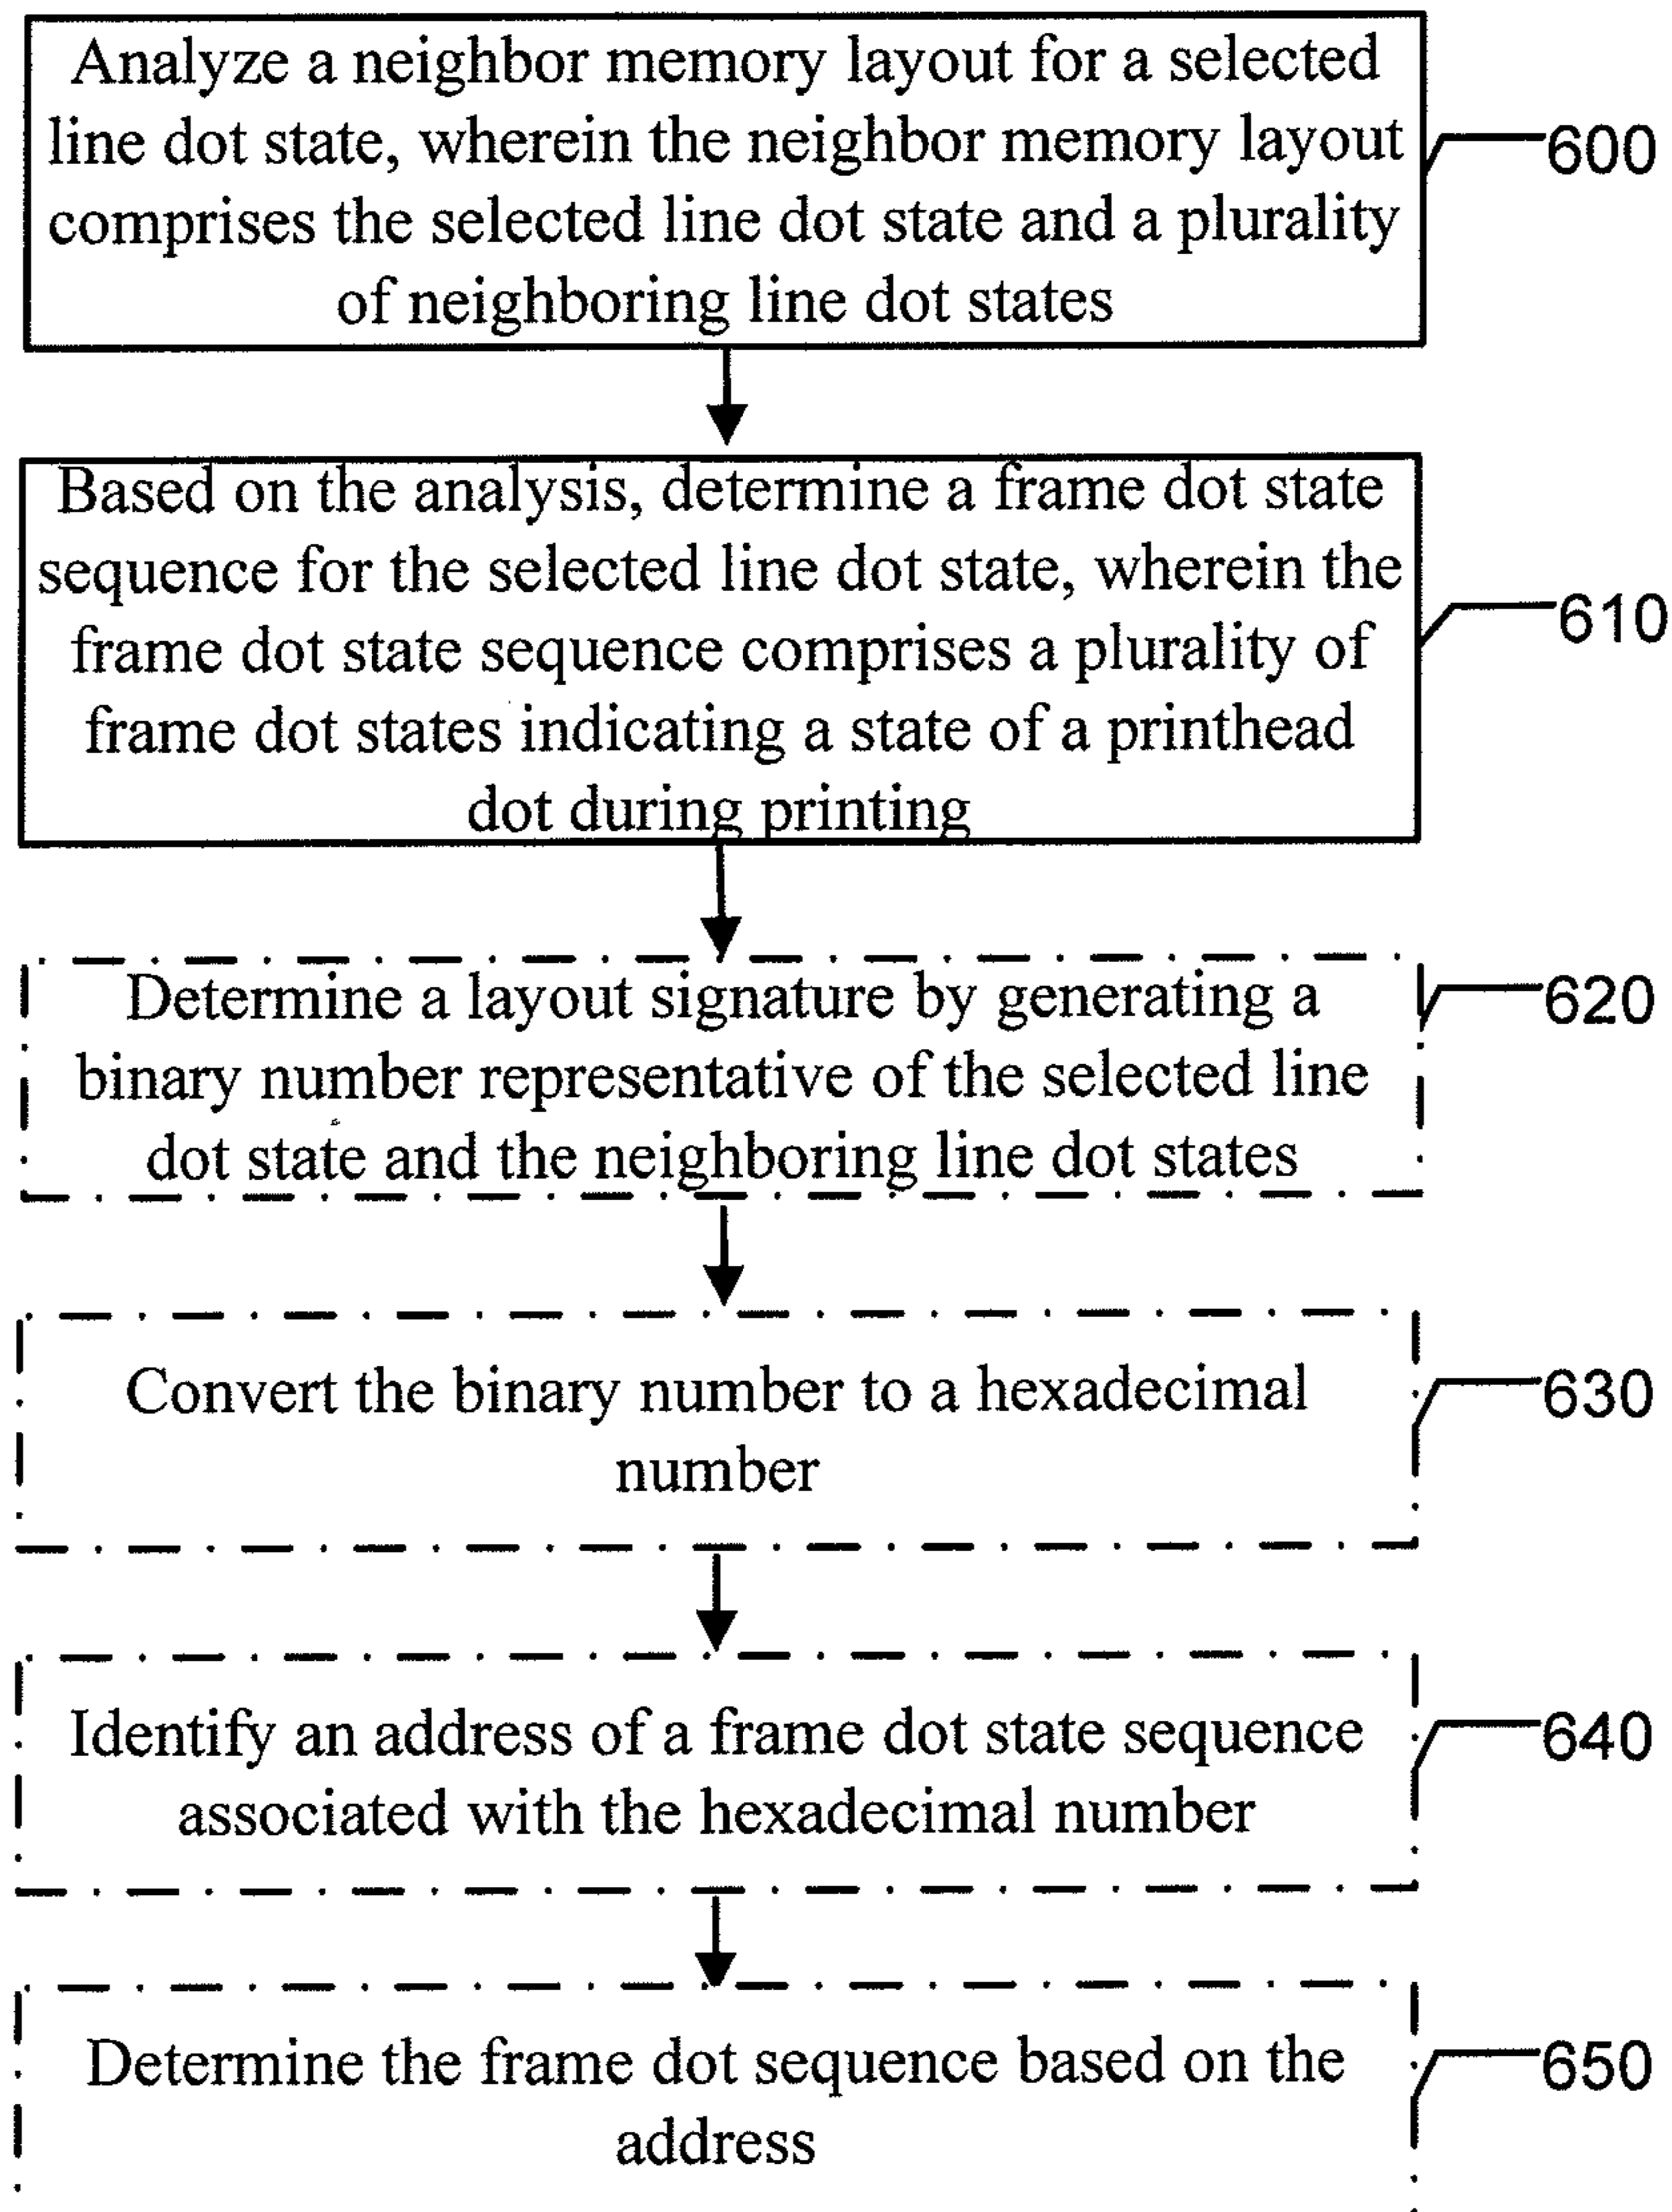 Analyze a neighbor memory layout for a selected
line dot state, wherein the neighbor memory layout
comprises the selected line dot state and a plurality
of neighboring line dot states
600
Based on the analysis, determine a frame dot state
sequence for the selected line dot state, wherein the
frame dot state sequence comprises a plurality of
frame dot states indicating a state of a printhead
dot during printing
610
Determine a layout signature by generating a
binary number representative of the selected line
dot state and the neighboring line dot states
620
Convert the binary number to a hexadecimal
number
630
Identify an address of a frame dot state sequence
associated with the hexadecimal number
640
Determine the frame dot sequence based on the
address
650